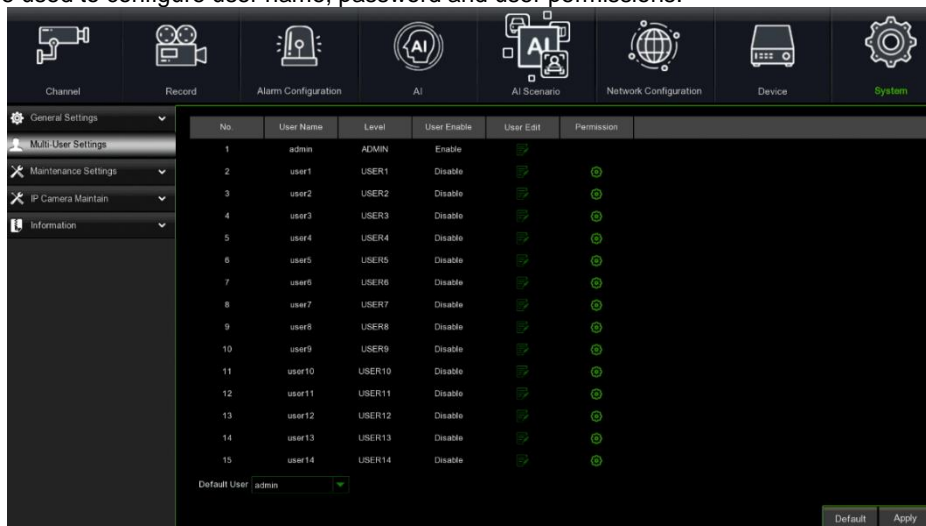 used to configure user name, password and user permissions.
AI
AI
Channel Record Alarm Configuration AI AI Scenario Network Configuration Device System
General Settings
Multi-User Settings
Maintenance Settings
IP Camera Maintain
Information
No. User Name Level User Enable User Edit Permission
1 admin ADMIN Enable
2 user1 USER1 Disable
3 user2 USER2 Disable
4 user3 USER3 Disable
5 user4 USER4 Disable
6 user5 USER5 Disable
7 user6 USER6 Disable
8 user7 USER7 Disable
9 user8 USER8 Disable
10 user9 USER9 Disable
11 user10 USER10 Disable
12 user11 USER11 Disable
13 user12 USER12 Disable
14 user13 USER13 Disable
15 user14 USER14 Disable
Default User admin
Default Apply